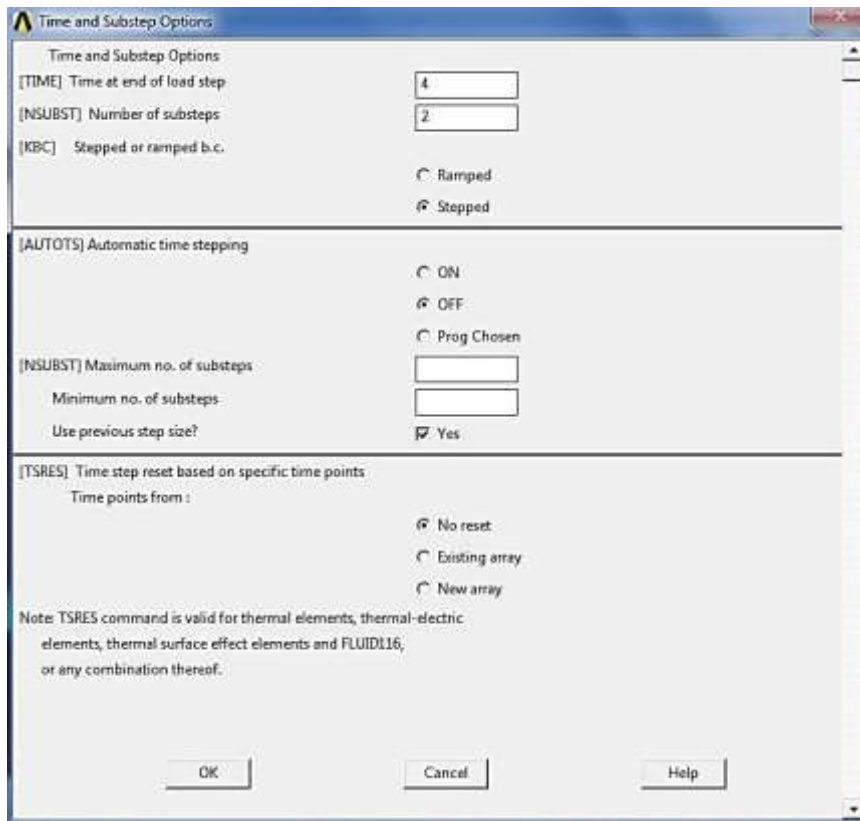 Time and Substep Options
Time and Substep Options
[TIME] Time at end of load step
4
[NSUBST] Number of substeps
2
[KBC] Stepped or ramped b.c.
Ramped
Stepped
[AUTOTS] Automatic time stepping
ON
OFF
Prog Chosen
[NSUBST] Maximum no. of substeps
Minimum no. of substeps
Use previous step size?
Yes
[TSRES] Time step reset based on specific time points
Time points from :
No reset
Existing array
New array
Note: TSRES command is valid for thermal elements, thermal-electric
elements, thermal surface effect elements and FLUID116,
or any combination thereof.
OK
Cancel
Help